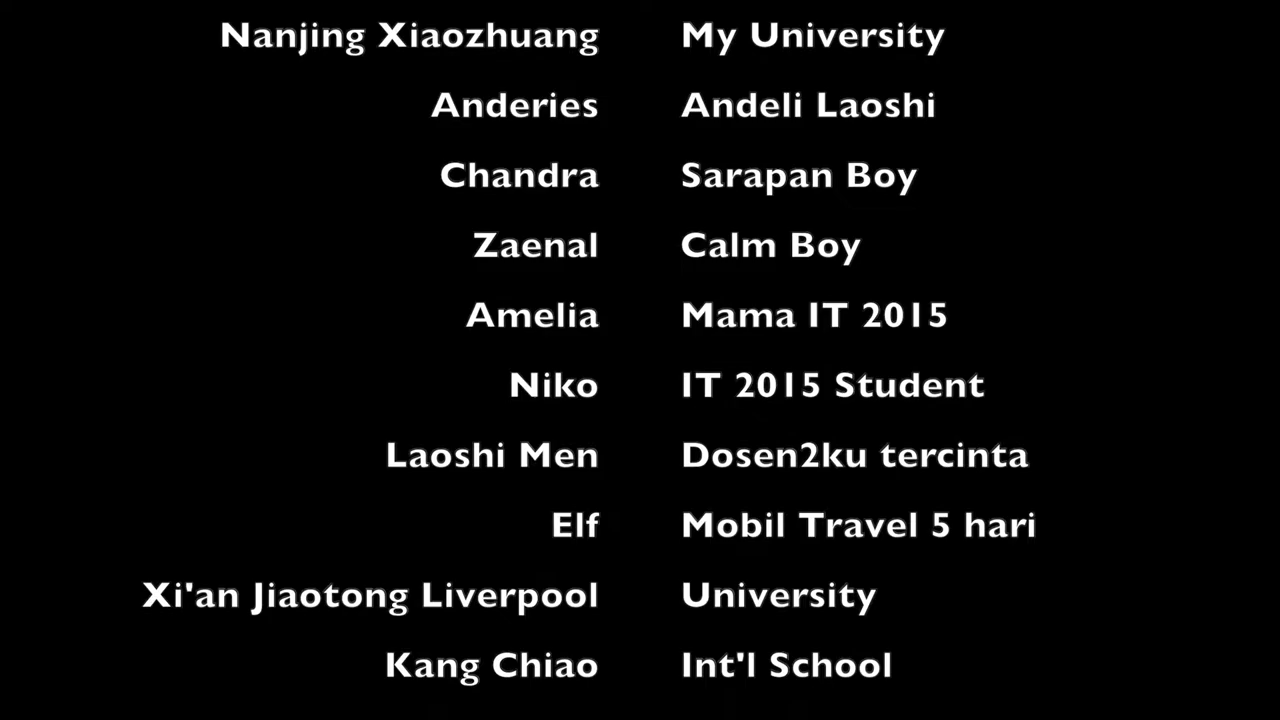 Nanjing Xiaozhuang My University
Anderies Andeli Laoshi
Chandra Sarapan Boy
Zaenal Calm Boy
Amelia Mama IT 2015
Niko IT 2015 Student
Laoshi Men Dosen2ku tercinta
Elf Mobil Travel 5 hari
Xi'an Jiaotong Liverpool University
Kang Chiao Int'l School